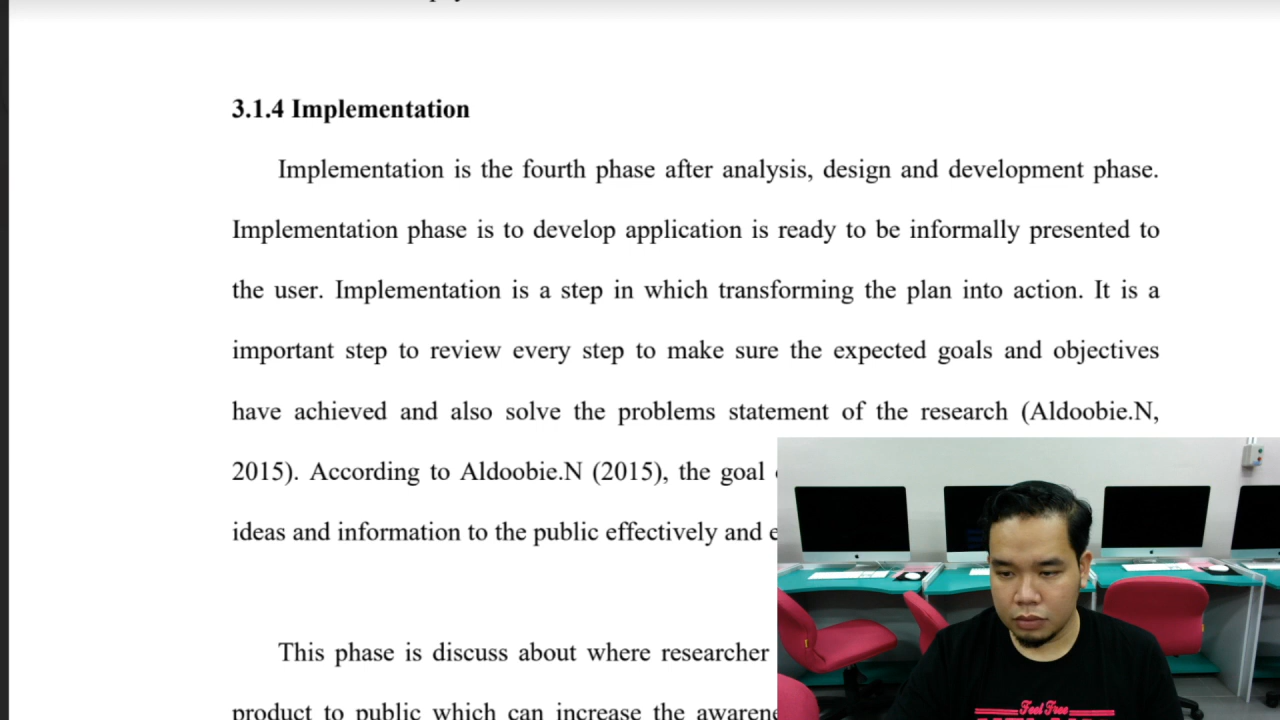 3.1.4 Implementation
Implementation is the fourth phase after analysis, design and development phase.
Implementation phase is to develop application is ready to be informally presented to
the user. Implementation is a step in which transforming the plan into action. It is a
important step to review every step to make sure the expected goals and objectives
have achieved and also solve the problems statement of the research (Aldoobie.N,
2015). According to Aldoobie.N (2015), the goal
ideas and information to the public effectively and
This phase is discuss about where researcher
product to public which can increase the
Feel Free